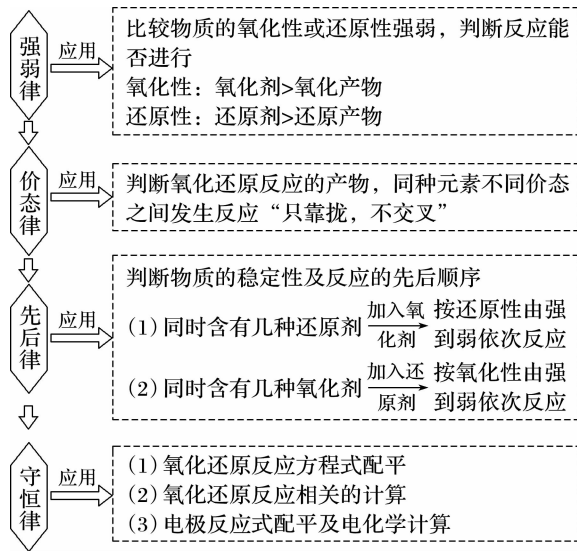 强弱律
应用
比较物质的氧化性或还原性强弱，判断反应能
否进行
氧化性：氧化剂>氧化产物
还原性：还原剂>还原产物
价态律
应用
判断氧化还原反应的产物，同种元素不同价态
之间发生反应“只靠拢，不交叉”
先后律
应用
判断物质的稳定性及反应的先后顺序
(1)同时含有几种还原剂 加入氧化剂 按还原性由强
到弱依次反应
(2)同时含有几种氧化剂 加入还原剂 按氧化性由强
到弱依次反应
守恒律
应用
(1)氧化还原反应方程式配平
(2)氧化还原反应相关的计算
(3)电极反应式配平及电化学计算